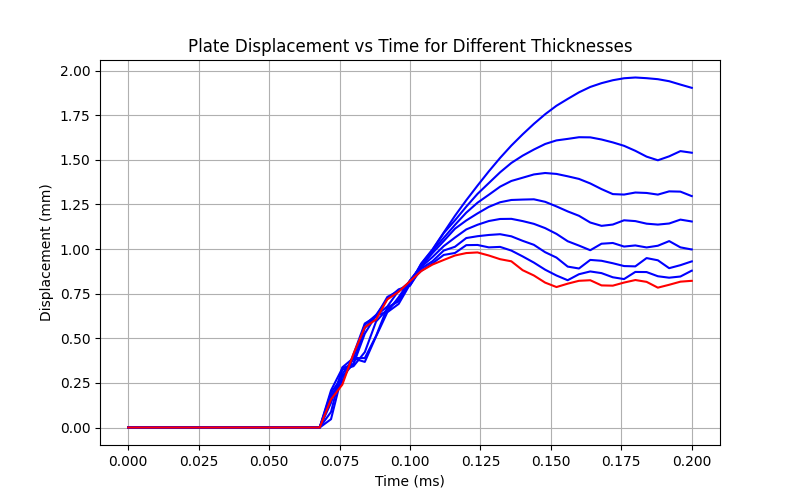 Plate Displacement vs Time for Different Thicknesses
2.00
1.75
1.50
1.25
1.00
0.75
0.50
0.25
0.00
Displacement (mm)
0.000 0.025 0.050 0.075 0.100 0.125 0.150 0.175 0.200
Time (ms)